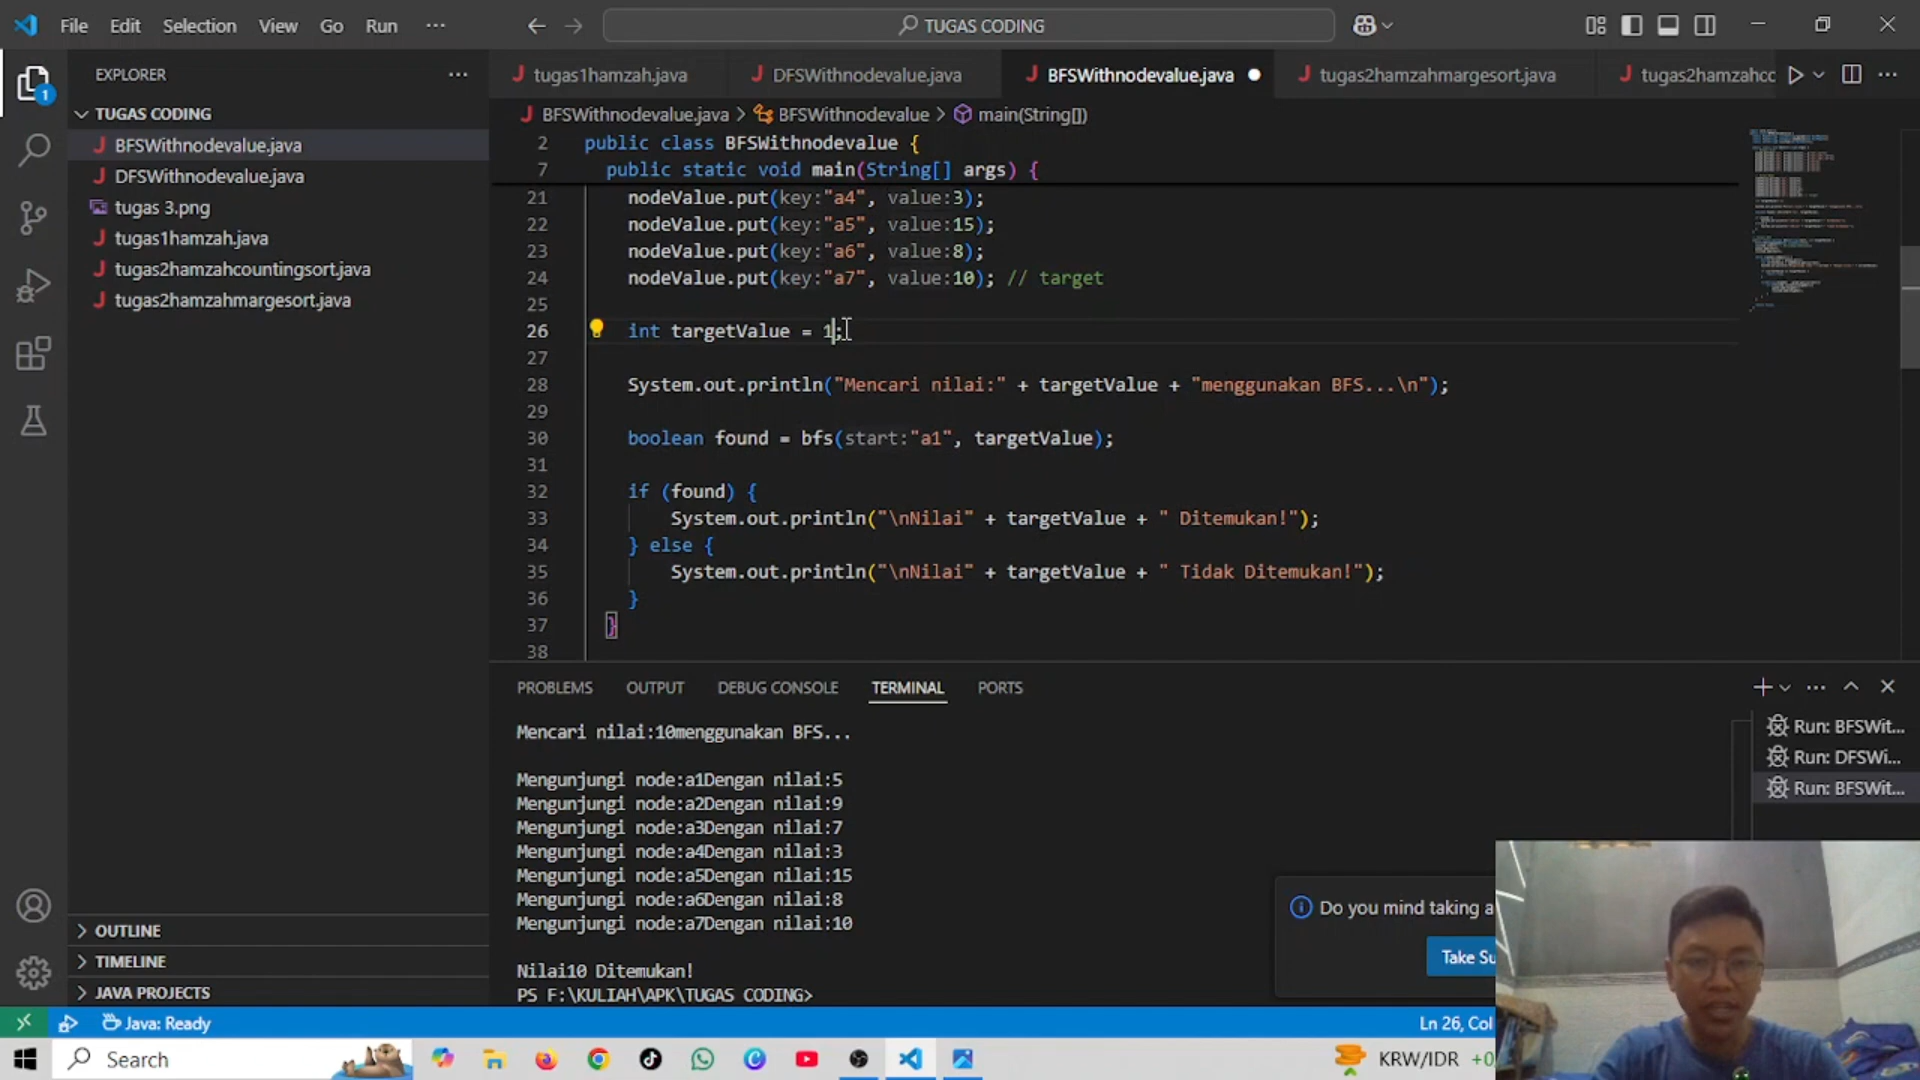 File Edit Selection View Go Run ··· TUGAS CODING
EXPLORER ···
TUGAS CODING
J BFSWithnodevalue.java
J DFSWithnodevalue.java
tugas 3.png
J tugas1hamzah.java
J tugas2hamzahcountingsort.java
J tugas2hamzahmargesort.java
OUTLINE
TIMELINE
JAVA PROJECTS
1
J tugas1hamzah.java J DFSWithnodevalue.java J BFSWithnodevalue.java J tugas2hamzahmargesort.java J tugas2hamzahcc
J BFSWithnodevalue.java > BFSWithnodevalue > main(String[])
2 public class BFSWithnodevalue {
7 public static void main(String[] args) {
21 nodeValue.put(key:"a4", value:3);
22 nodeValue.put(key:"a5", value:15);
23 nodeValue.put(key:"a6", value:8);
24 nodeValue.put(key:"a7", value:10); // target
25
26 int targetValue = 1;
27
28 System.out.println("Mencari nilai:" + targetValue + "menggunakan BFS...\n");
29
30 boolean found = bfs(start:"a1", targetValue);
31
32 if (found) {
33 System.out.println("\nNilai" + targetValue + " Ditemukan!");
34 } else {
35 System.out.println("\nNilai" + targetValue + " Tidak Ditemukan!");
36 }
37 }
38
PROBLEMS OUTPUT DEBUG CONSOLE TERMINAL PORTS
Mencari nilai:10menggunakan BFS...
Mengunjungi node:a1Dengan nilai:5
Mengunjungi node:a2Dengan nilai:9
Mengunjungi node:a3Dengan nilai:7
Mengunjungi node:a4Dengan nilai:3
Mengunjungi node:a5Dengan nilai:15
Mengunjungi node:a6Dengan nilai:8
Mengunjungi node:a7Dengan nilai:10
Nilai10 Ditemukan!
PS F:\KULIAH\APK\TUGAS CODING>
Run: BFSWit...
Run: DFSWi...
Run: BFSWit...
Do you mind taking a
Take Su
Java: Ready Ln 26, Col
Search KRW/IDR +0